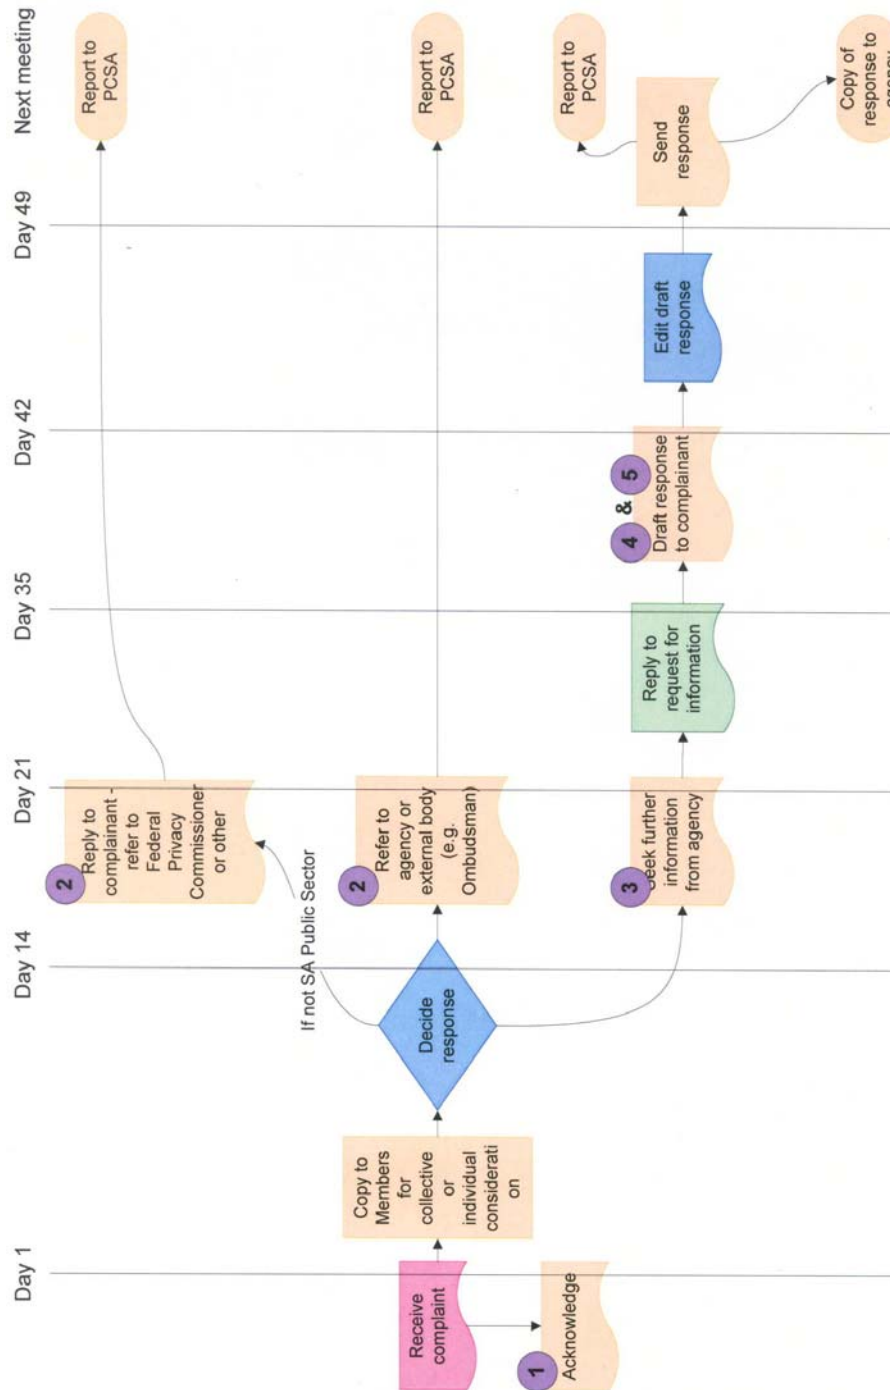 Day 1
Day 14
Day 21
Day 35
Day 42
Day 49
Next meeting
2
Reply to
complainant -
refer to
Federal
Privacy
Commissioner
or other
Report to
PCSA
If not SA Public Sector
Receive
complaint
Copy to
Members
for
collective
or
individual
considerati
on
Decide
response
2
Refer to
agency or
external body
(e.g.
Ombudsman)
Report to
PCSA
1
Acknowledge
3
Seek further
information
from agency
Reply to
request for
information
4 & 5
Draft response
to complainant
Edit draft
response
Send
response
Report to
PCSA
Copy of
response to
agency